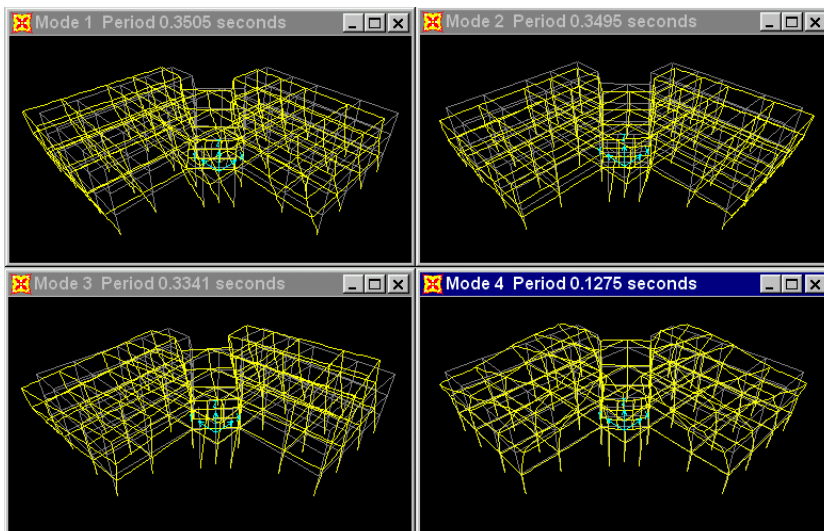 Mode 1 Period 0.3505 seconds
Mode 2 Period 0.3495 seconds
Mode 3 Period 0.3341 seconds
Mode 4 Period 0.1275 seconds